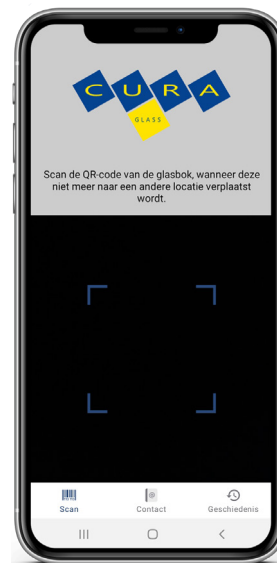 CURA
GLASS
Scan de QR-code van de glasbok, wanneer deze
niet meer naar een andere locatie verplaatst
wordt.
Scan Contact Geschiedenis